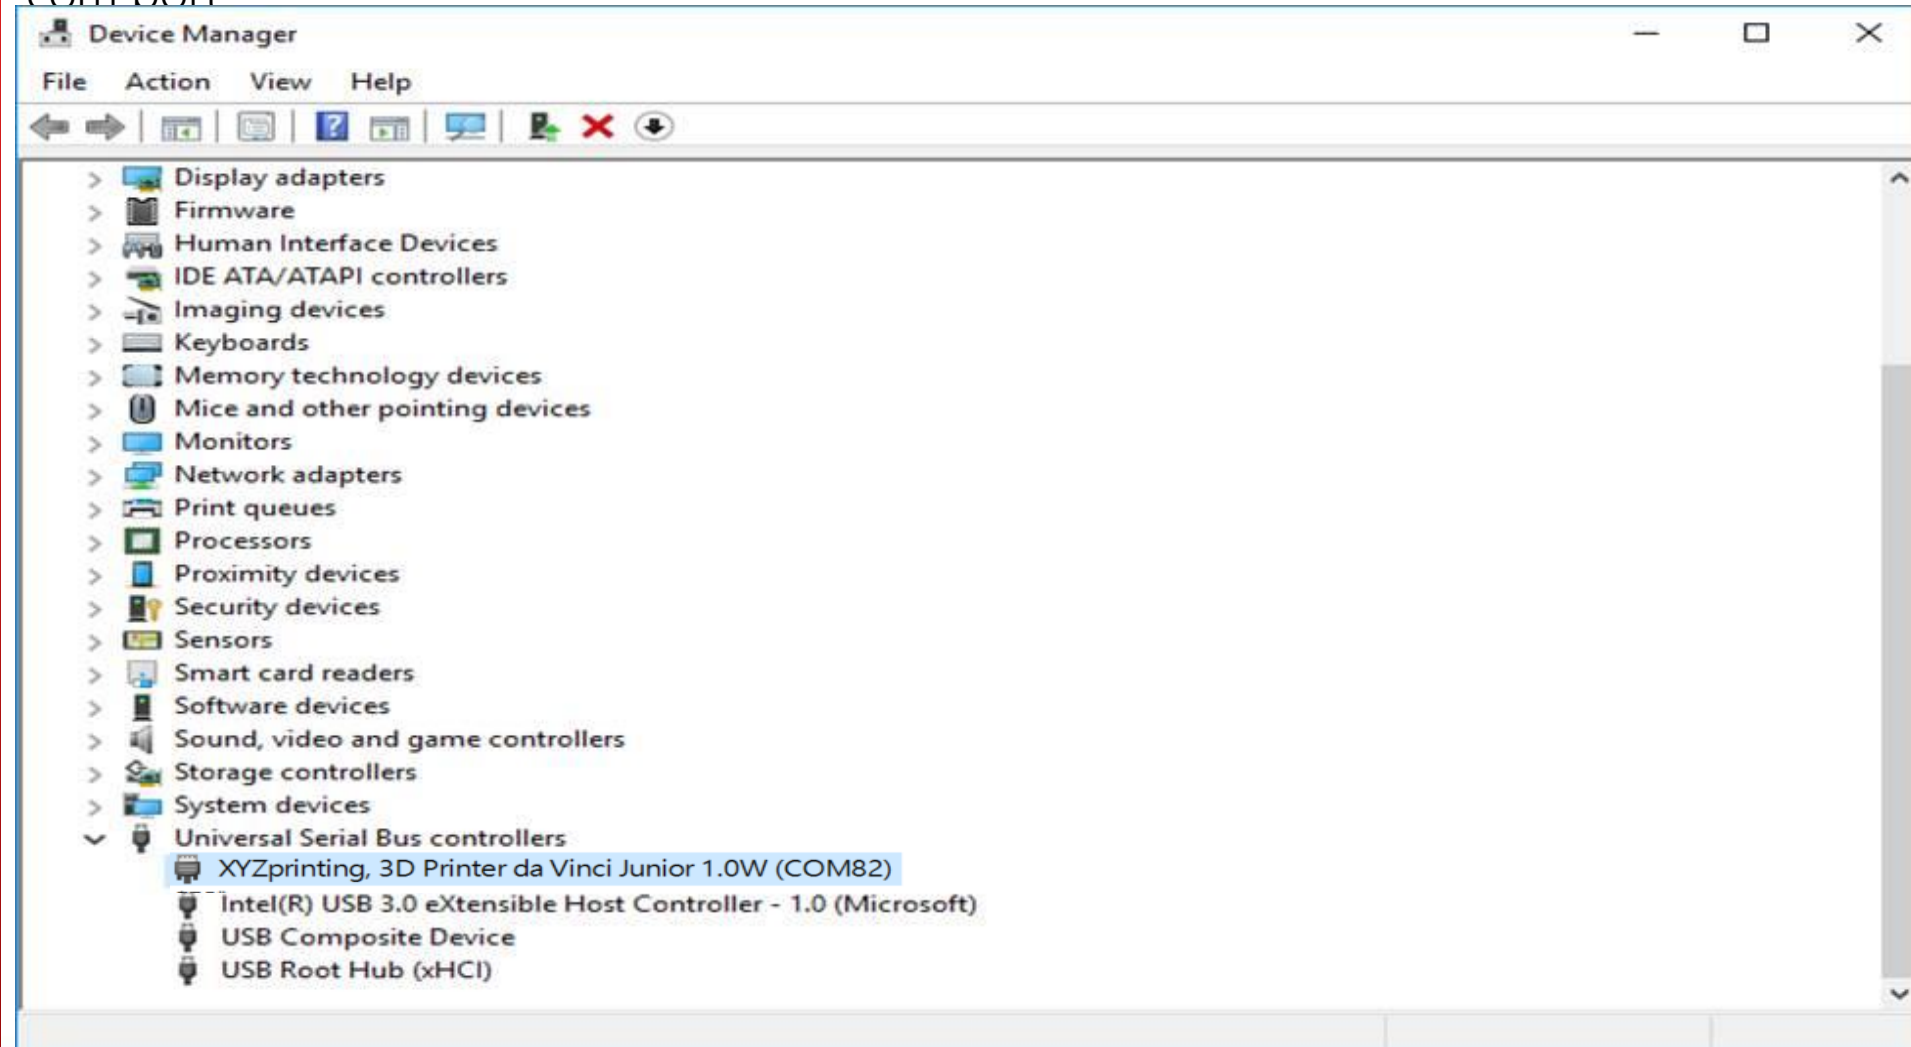 Device Manager
File Action View Help
Display adapters
Firmware
Human Interface Devices
IDE ATA/ATAPI controllers
Imaging devices
Keyboards
Memory technology devices
Mice and other pointing devices
Monitors
Network adapters
Print queues
Processors
Proximity devices
Security devices
Sensors
Smart card readers
Software devices
Sound, video and game controllers
Storage controllers
System devices
Universal Serial Bus controllers
XYZprinting, 3D Printer da Vinci Junior 1.0W (COM82)
Intel(R) USB 3.0 eXtensible Host Controller - 1.0 (Microsoft)
USB Composite Device
USB Root Hub (xHCI)